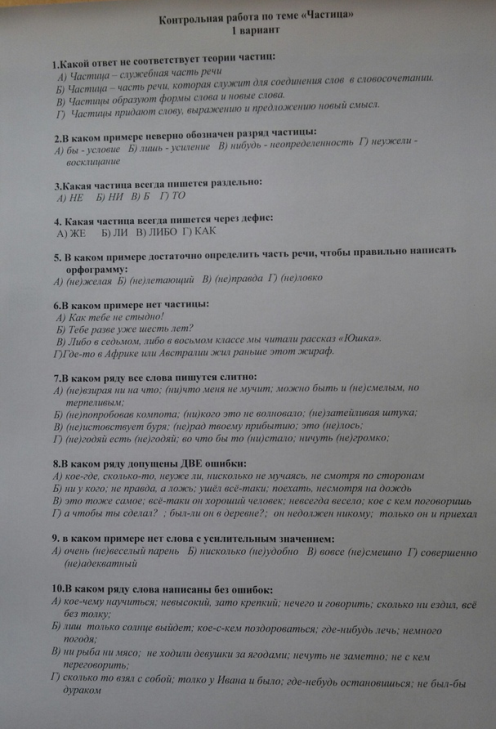 Контрольная работа по теме «Частица»
1 вариант
1.Какой ответ не соответствует теории частиц:
А) Частица – служебная часть речи
Б) Частица – часть речи, которая служит для соединения слов в словосочетании.
В) Частицы образуют формы слова и новые слова.
Г) Частицы придают слову, выражению и предложению новый смысл.
2.В каком примере неверно обозначен разряд частицы:
А) бы - условие Б) лишь - усиление В) нибудь - неопределенность Г) неужели -
восклицание
3.Какая частица всегда пишется раздельно:
А) НЕ Б) НИ В) Б Г) ТО
4. Какая частица всегда пишется через дефис:
А) ЖЕ Б) ЛИ В) ЛИБО Г) КАК
5. В каком примере достаточно определить часть речи, чтобы правильно написать
орфограмму:
А) (не)желая Б) (не)летающий В) (не)правда Г) (не)ловко
6.В каком примере нет частицы:
А) Как тебе не стыдно!
Б) Тебе разве уже шесть лет?
В) Либо в седьмом, либо в восьмом классе мы читали рассказ «Юшка».
Г)Где-то в Африке или Австралии жил раньше этот жираф.
7.В каком ряду все слова пишутся слитно:
А) (не)взирая ни на что; (ни)что меня не мучит; можно быть и (не)смелым, но
терпеливым;
Б) (не)попробовав компота; (ни)кого это не волновало; (не)затейливая штука;
В) (не)истовствует буря; (не)рад твоему прибытию; это (не)лось;
Г) (не)годяй есть (не)годяй; во что бы то (ни)стало; ничуть (не)громко;
8.В каком ряду допущены ДВЕ ошибки:
А) кое-где, сколько-то, неуже ли, нисколько не мучаясь, не смотря по сторонам
Б) ни у кого; не правда, а ложь; ушёл всё-таки; поехать, несмотря на дождь
В) это тоже самое; всё-таки он хороший человек; невсегда весело; кое с кем поговоришь
Г) а чтобы ты сделал? ; был-ли он в деревне?; он недолжен никому; только он и приехал
9. в каком примере нет слова с усилительным значением:
А) очень (не)веселый парень Б) нисколько (не)удобно В) вовсе (не)смешно Г) совершенно
(не)адекватный
10.В каком ряду слова написаны без ошибок:
А) кое-чему научиться; невысокий, зато крепкий; нечего и говорить; сколько ни ездил, всё
без толку;
Б) лиш только солнце выйдет; кое-с-кем поздороваться; где-нибудь лечь; немного
погодя;
В) ни рыба ни мясо; не ходили девушки за ягодами; нечуть не заметно; не с кем
переговорить;
Г) сколько то взял с собой; толко у Ивана и было; где-небудь остановишься; не был-бы
дураком